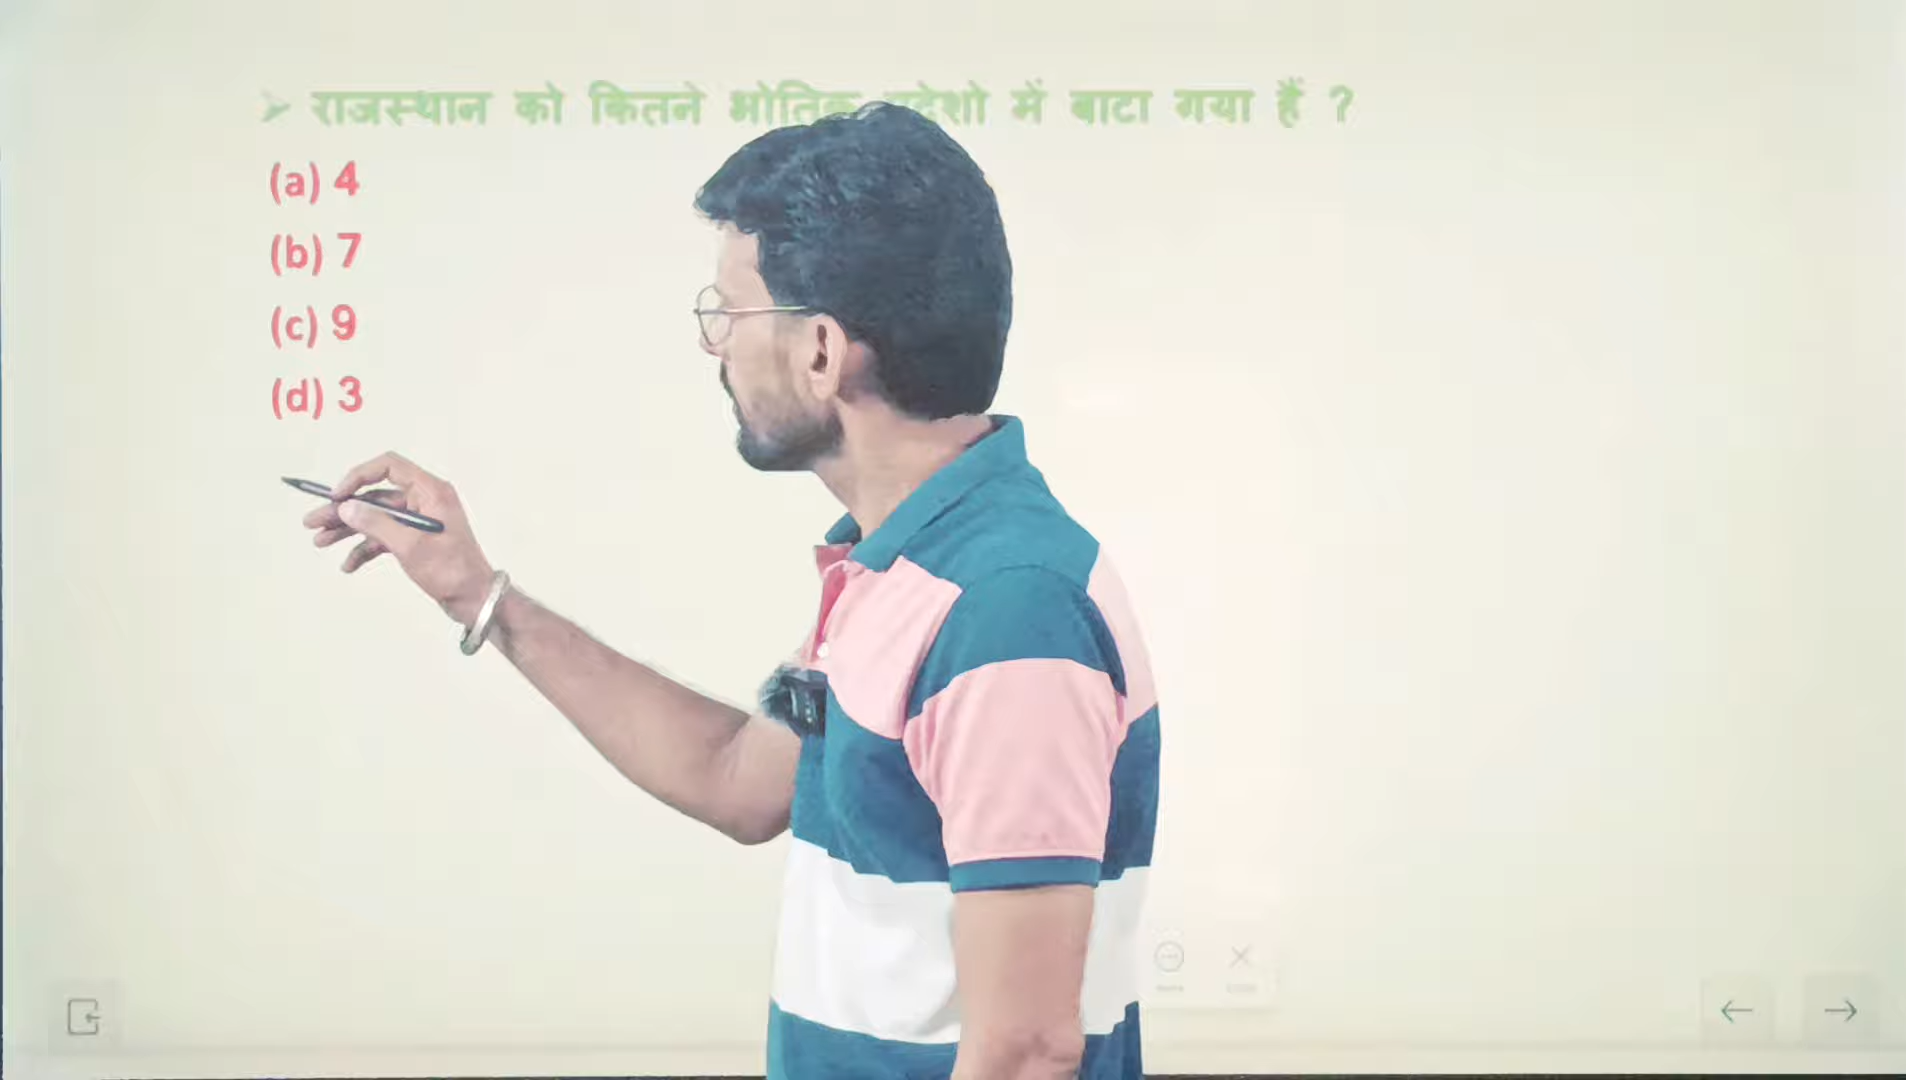 ➢ राजस्थान को कितने में बाटा गया हैं ?
(a) 4
(b) 7
(c) 9
(d) 3